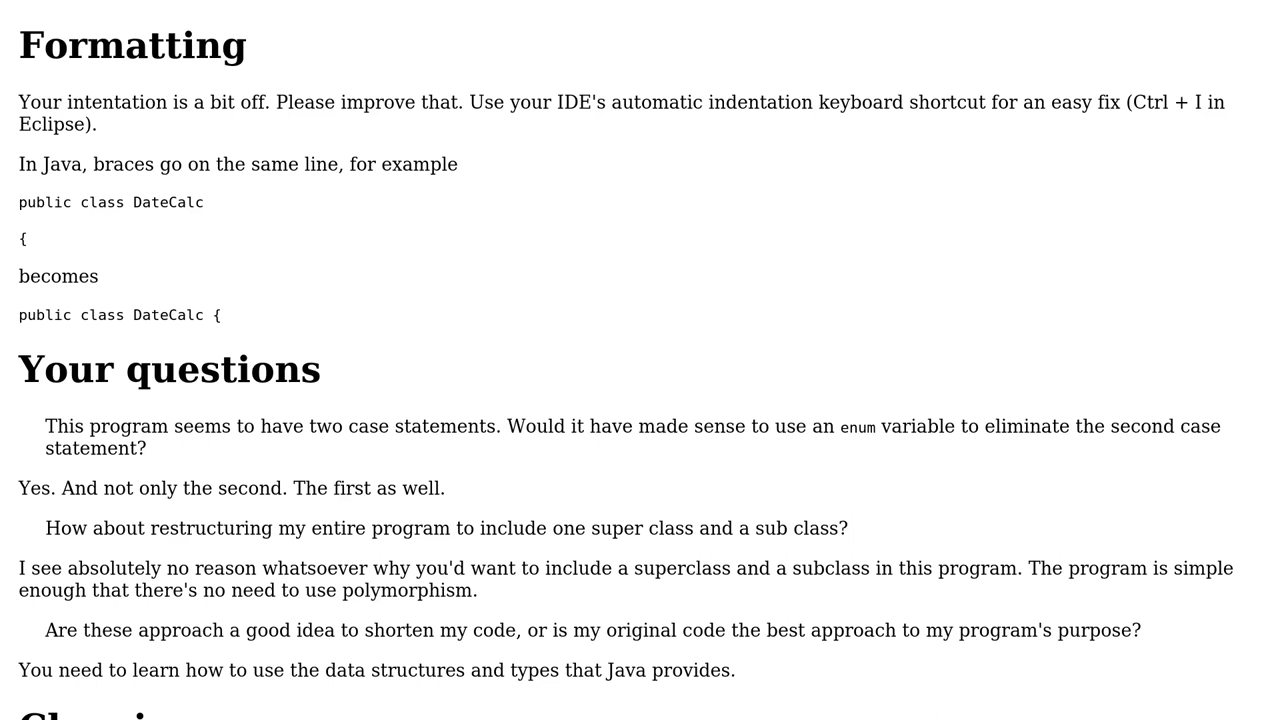 Formatting
Your intentation is a bit off. Please improve that. Use your IDE's automatic indentation keyboard shortcut for an easy fix (Ctrl + I in
Eclipse).
In Java, braces go on the same line, for example
public class DateCalc
{
becomes
public class DateCalc {
Your questions
This program seems to have two case statements. Would it have made sense to use an enum variable to eliminate the second case
statement?
Yes. And not only the second. The first as well.
How about restructuring my entire program to include one super class and a sub class?
I see absolutely no reason whatsoever why you'd want to include a superclass and a subclass in this program. The program is simple
enough that there's no need to use polymorphism.
Are these approach a good idea to shorten my code, or is my original code the best approach to my program's purpose?
You need to learn how to use the data structures and types that Java provides.